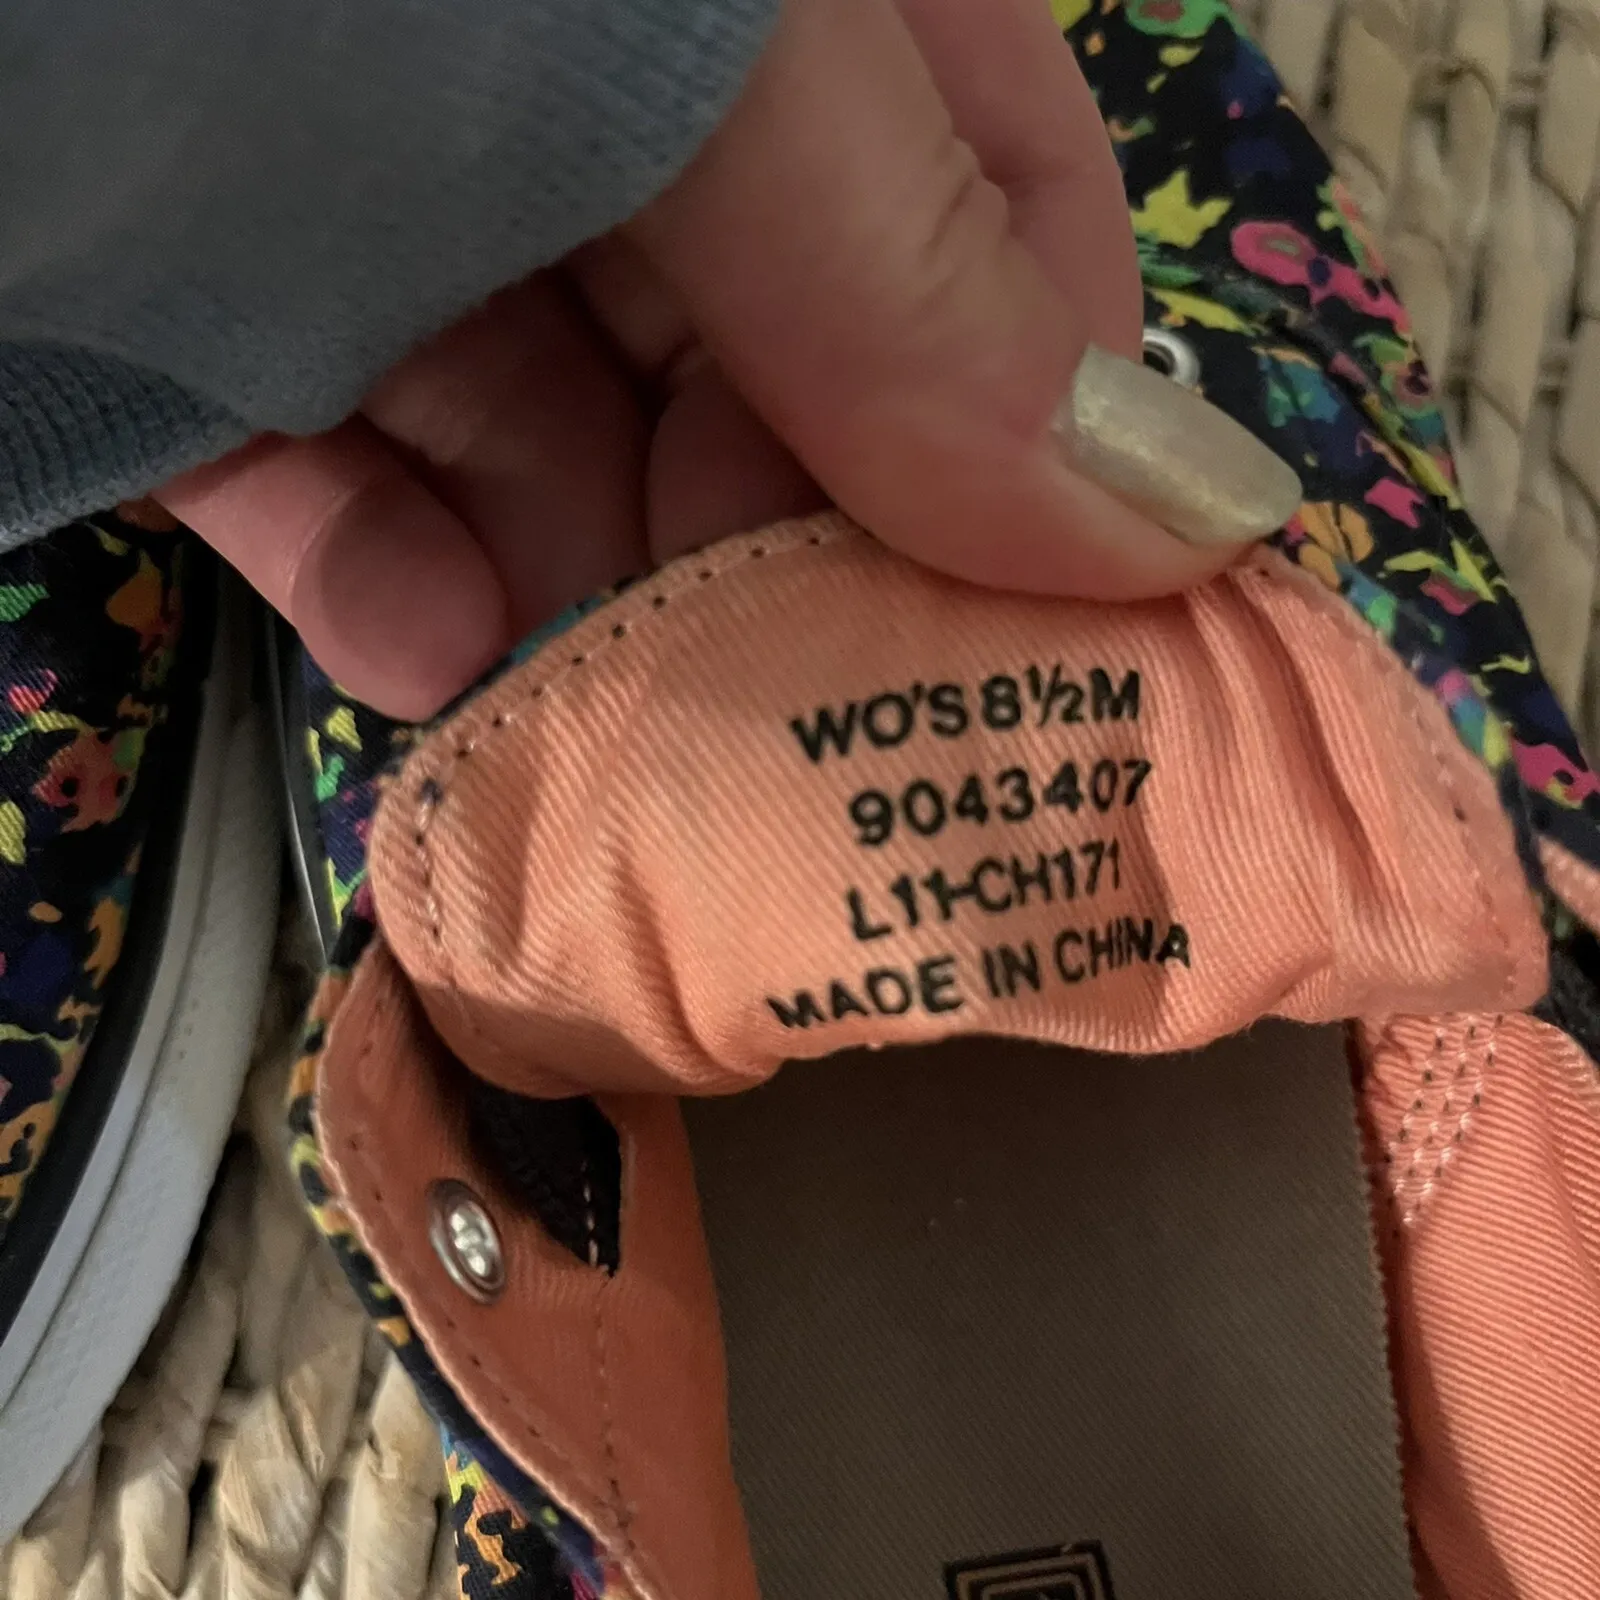 WO'S 8½M
9043407
L11-CH171
MADE IN CHINA